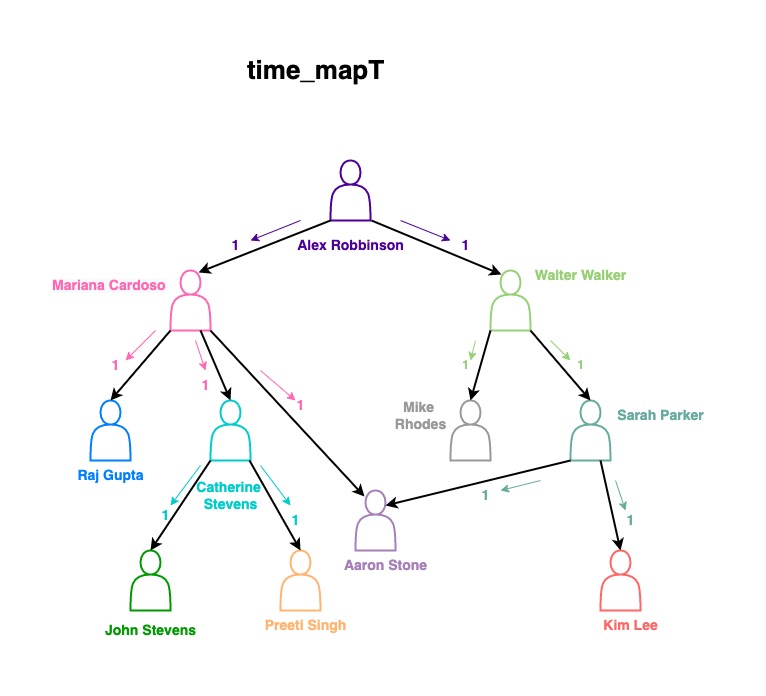 time_mapT
1
Alex Robbinson
1
Mariana Cardoso
Walter Walker
1
1
1
1
1
Mike
Rhodes
Sarah Parker
Raj Gupta
Catherine
Stevens
1
1
1
1
Aaron Stone
John Stevens
Preeti Singh
Kim Lee